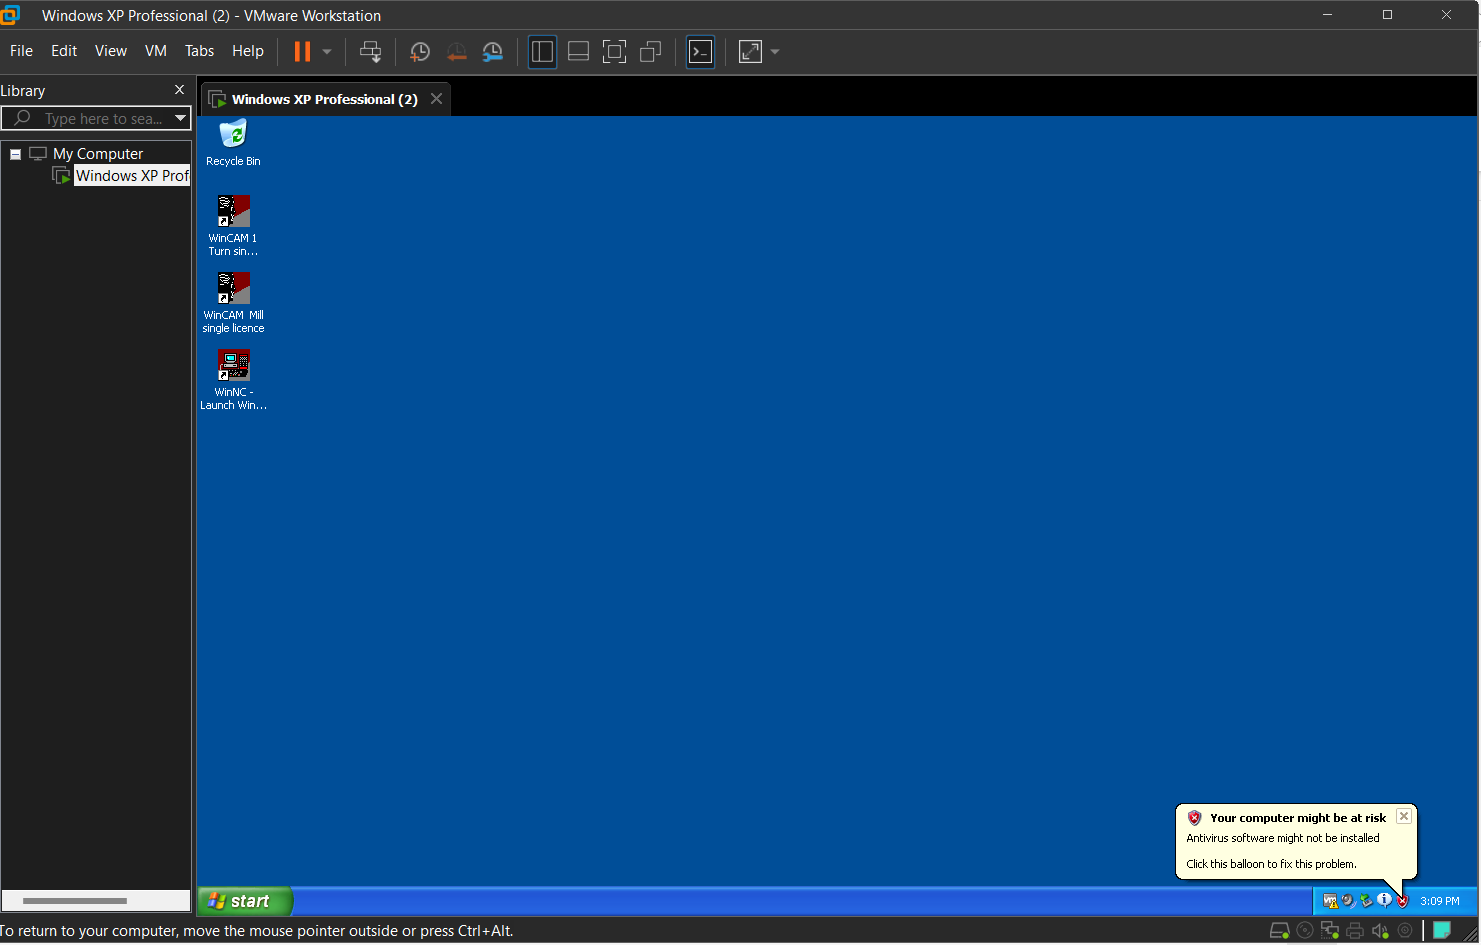 Windows XP Professional (2) - VMware Workstation
File Edit View VM Tabs Help
Library
Type here to sea...
My Computer
Windows XP Prof
Windows XP Professional (2)
Recycle Bin
WinCAM 1
Turn sin...
WinCAM Mill
single licence
WinNC -
Launch Win...
Your computer might be at risk
Antivirus software might not be installed
Click this balloon to fix this problem.
start
3:09 PM
To return to your computer, move the mouse pointer outside or press Ctrl+Alt.